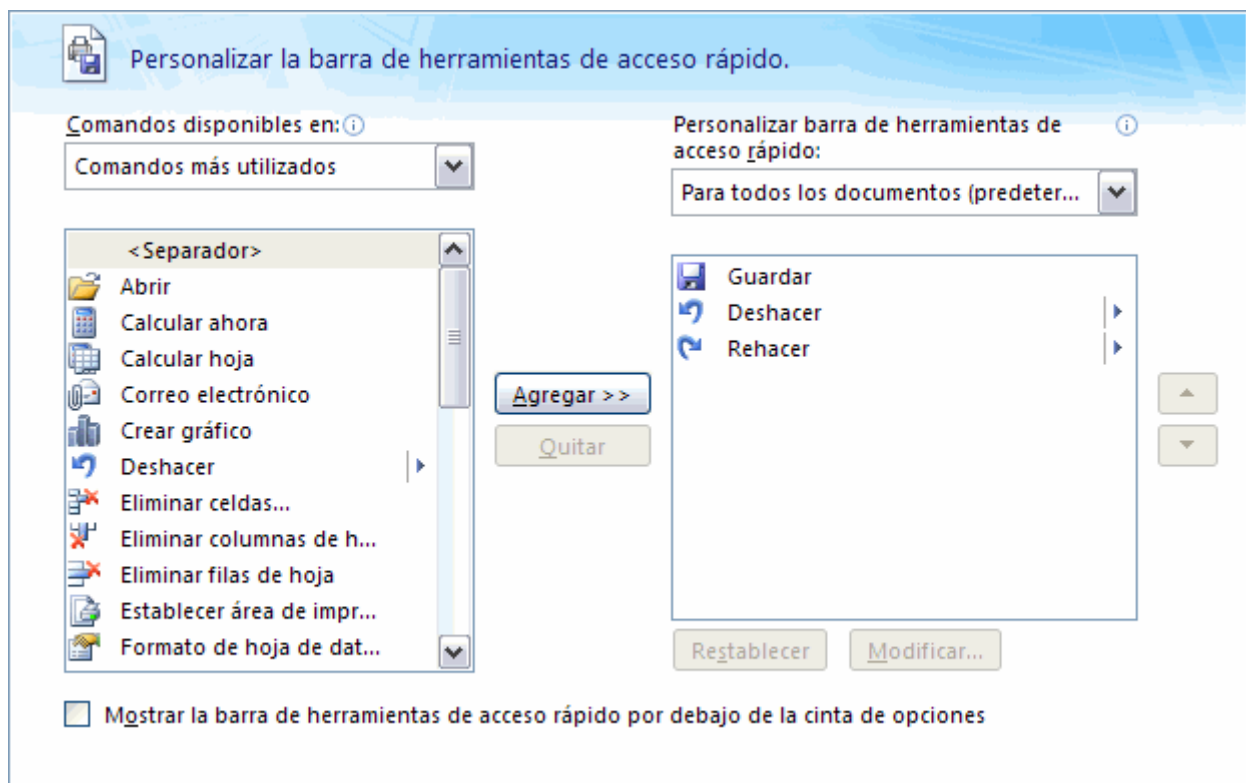 Personalizar la barra de herramientas de acceso rápido.
Comandos disponibles en:
Comandos más utilizados
<Separador>
Abrir
Calcular ahora
Calcular hoja
Correo electrónico
Crear gráfico
Deshacer
Eliminar celdas...
Eliminar columnas de h...
Eliminar filas de hoja
Establecer área de impr...
Formato de hoja de dat...
Agregar >>
Quitar
Personalizar barra de herramientas de
acceso rápido:
Para todos los documentos (predeter...
Guardar
Deshacer
Rehacer
Restablecer
Modificar...
Mostrar la barra de herramientas de acceso rápido por debajo de la cinta de opciones